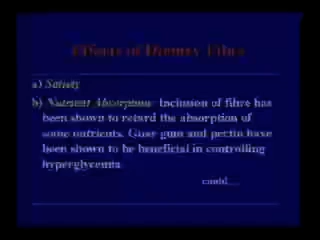 Effects of Dietary Fibre
a) Satiety
b) Nutrient Absorption: Inclusion of fibre has
been shown to retard the absorption of
some nutrients. Guar gum and pectin have
been shown to be beneficial in controlling
hyperglycemia.
contd....